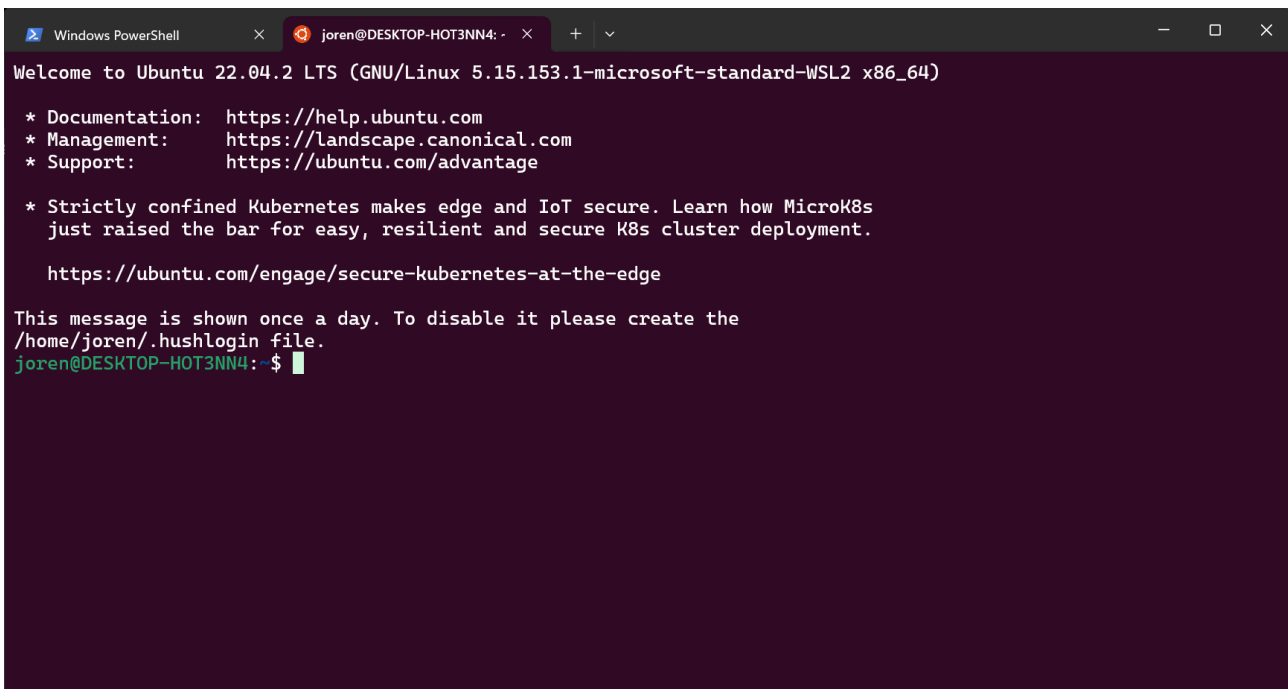 Windows PowerShell
joren@DESKTOP-HOT3NN4: ~
Welcome to Ubuntu 22.04.2 LTS (GNU/Linux 5.15.153.1-microsoft-standard-WSL2 x86_64)
* Documentation: https://help.ubuntu.com
* Management: https://landscape.canonical.com
* Support: https://ubuntu.com/advantage
* Strictly confined Kubernetes makes edge and IoT secure. Learn how MicroK8s
just raised the bar for easy, resilient and secure K8s cluster deployment.
https://ubuntu.com/engage/secure-kubernetes-at-the-edge
This message is shown once a day. To disable it please create the
/home/joren/.hushlogin file.
joren@DESKTOP-HOT3NN4:~$